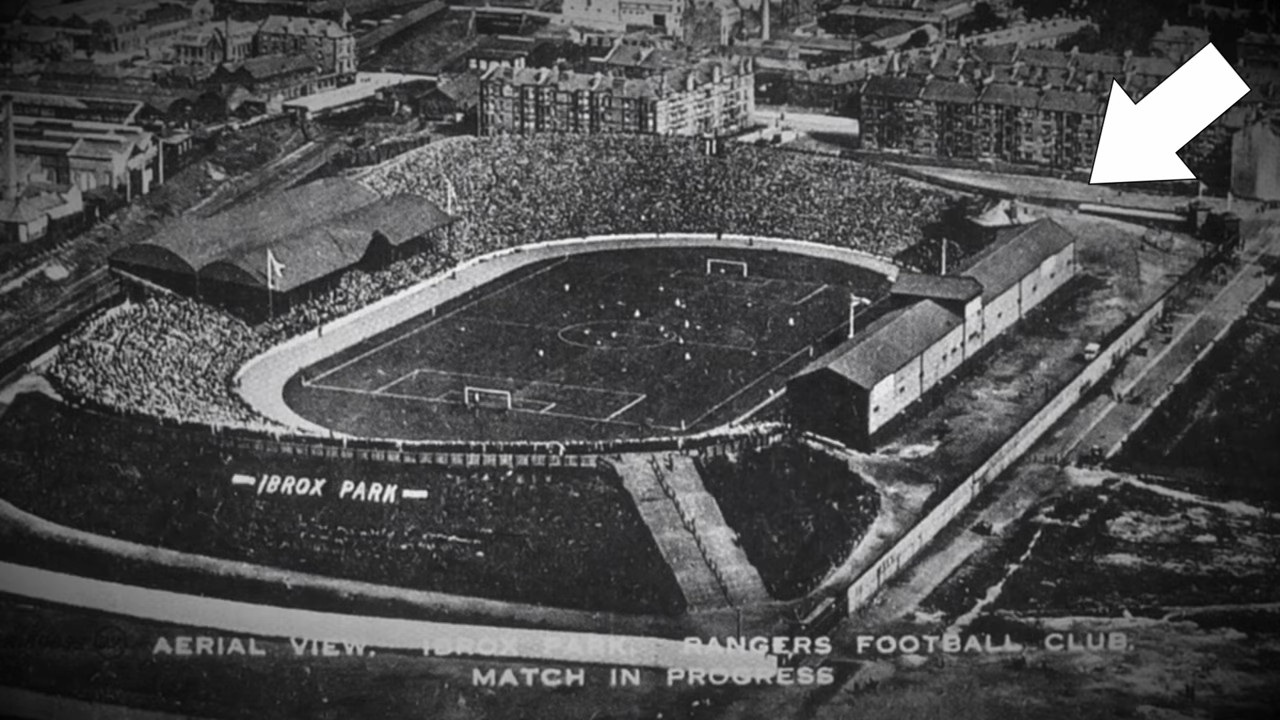 IBROX PARK
AERIAL VIEW. IBROX PARK. RANGERS FOOTBALL CLUB.
MATCH IN PROGRESS